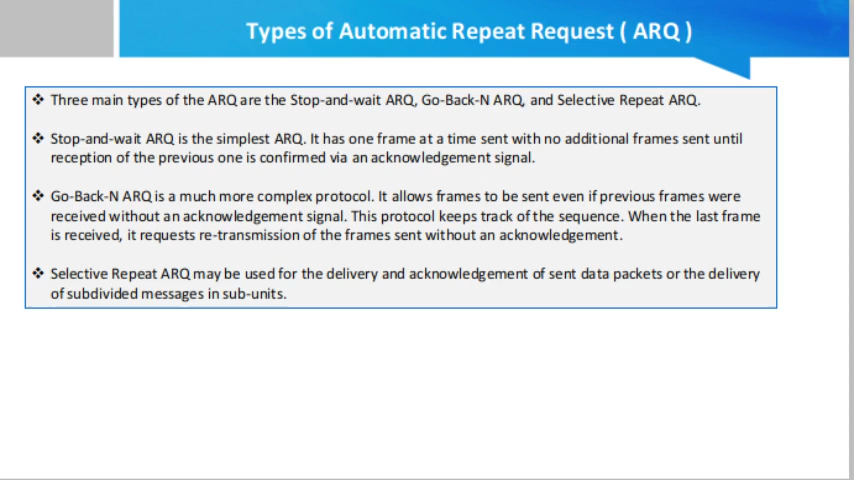 Types of Automatic Repeat Request ( ARQ )
❖ Three main types of the ARQ are the Stop-and-wait ARQ, Go-Back-N ARQ, and Selective Repeat ARQ.
❖ Stop-and-wait ARQ is the simplest ARQ. It has one frame at a time sent with no additional frames sent until
reception of the previous one is confirmed via an acknowledgement signal.
❖ Go-Back-N ARQ is a much more complex protocol. It allows frames to be sent even if previous frames were
received without an acknowledgement signal. This protocol keeps track of the sequence. When the last frame
is received, it requests re-transmission of the frames sent without an acknowledgement.
❖ Selective Repeat ARQ may be used for the delivery and acknowledgement of sent data packets or the delivery
of subdivided messages in sub-units.